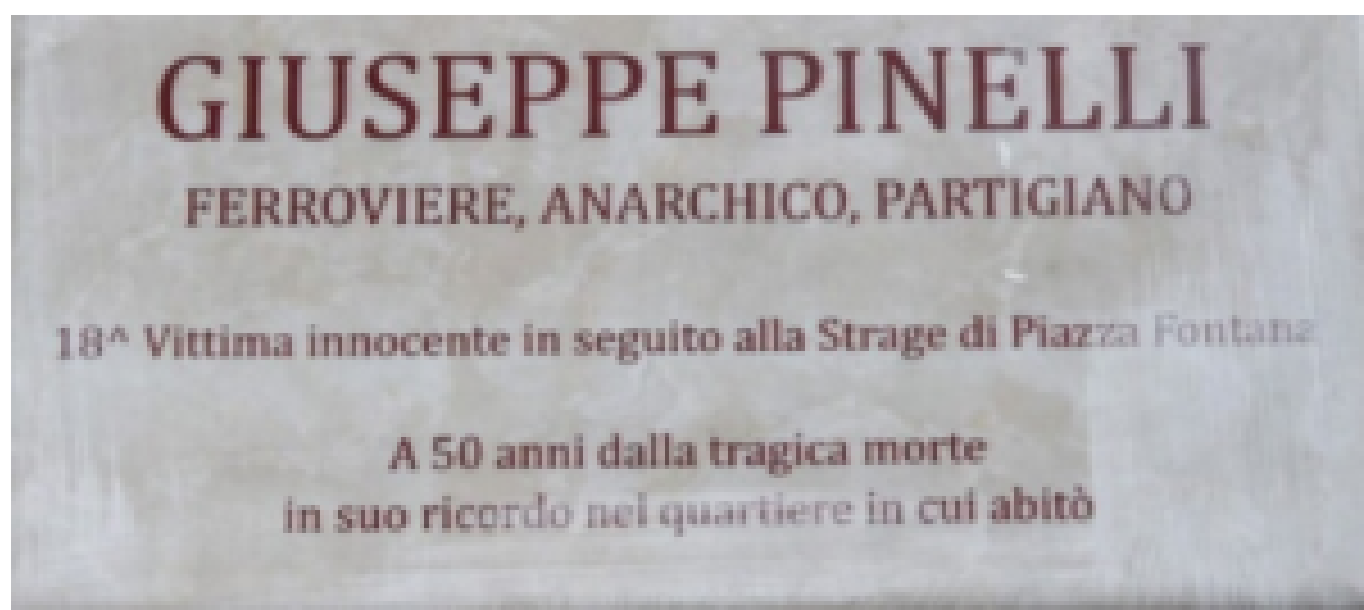 GIUSEPPE PINELLI
FERROVIERE, ANARCHICO, PARTIGIANO
18^ Vittima innocente in seguito alla Strage di Piazza Fontana
A 50 anni dalla tragica morte
in suo ricordo nel quartiere in cui abitò